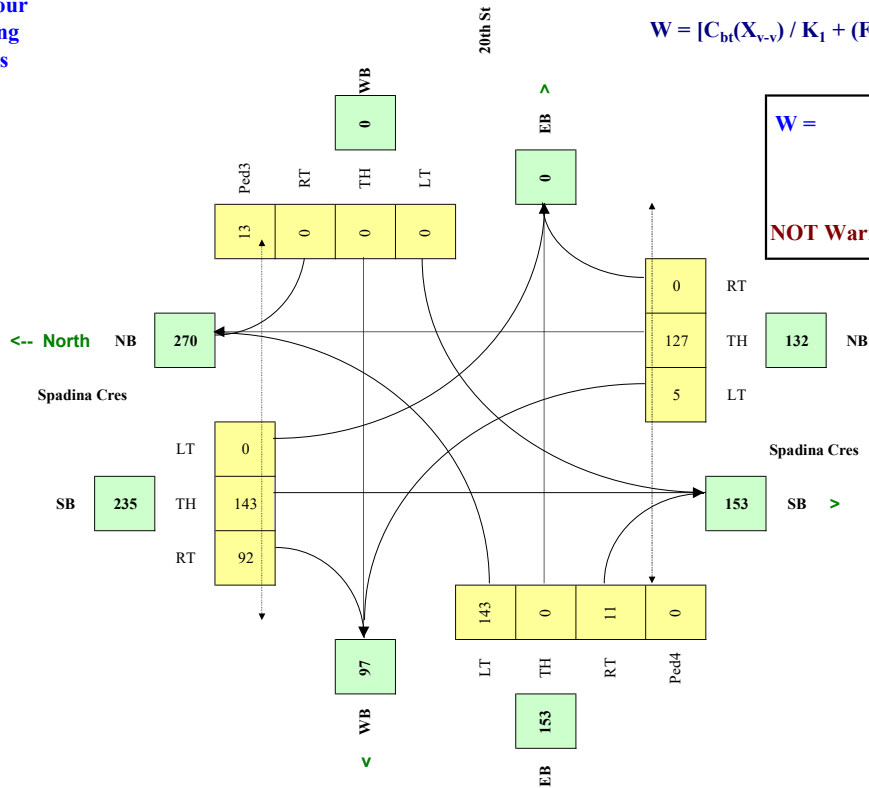 our
ng
s
20th St
W = [Cbt(Xv-v) / K1 + (F
WB
0
^
EB
0
W =
NOT Warr
Ped3
RT
TH
LT
13
0
0
0
0
RT
<-- North
NB
270
127
TH
132
NB
Spadina Cres
5
LT
LT
0
Spadina Cres
SB
235
TH
143
153
SB
>
RT
92
143
0
11
0
97
LT
TH
RT
Ped4
WB
v
153
EB